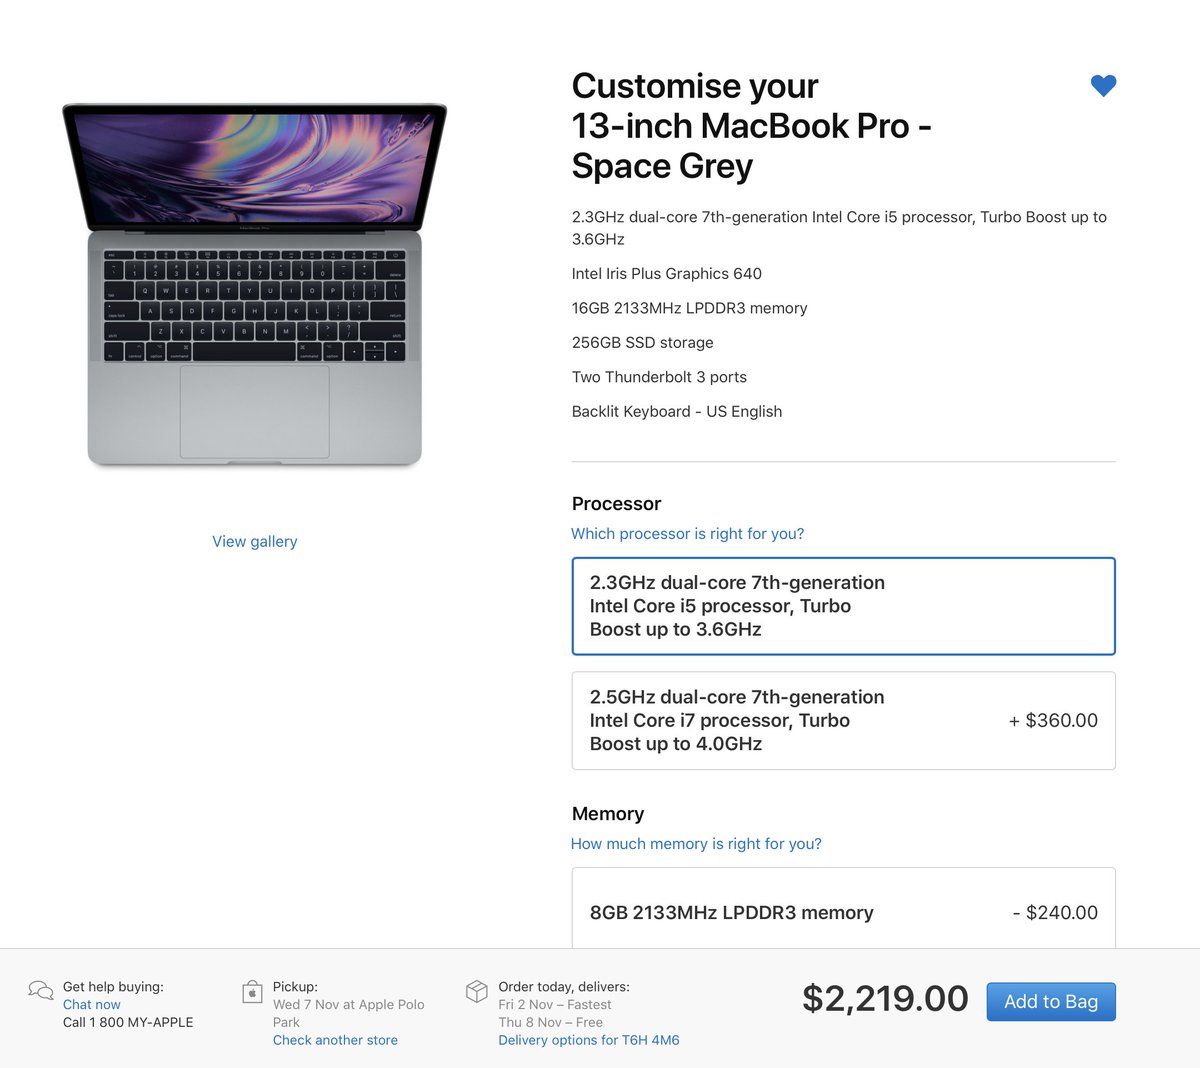 Customise your
13-inch MacBook Pro -
Space Grey
2.3GHz dual-core 7th-generation Intel Core i5 processor, Turbo Boost up to
3.6GHz
Intel Iris Plus Graphics 640
16GB 2133MHz LPDDR3 memory
256GB SSD storage
Two Thunderbolt 3 ports
Backlit Keyboard - US English
View gallery
Processor
Which processor is right for you?
2.3GHz dual-core 7th-generation
Intel Core i5 processor, Turbo
Boost up to 3.6GHz
2.5GHz dual-core 7th-generation
Intel Core i7 processor, Turbo
Boost up to 4.0GHz
+ $360.00
Memory
How much memory is right for you?
8GB 2133MHz LPDDR3 memory
- $240.00
Get help buying:
Chat now
Call 1 800 MY-APPLE
Pickup:
Wed 7 Nov at Apple Polo
Park
Check another store
Order today, delivers:
Fri 2 Nov – Fastest
Thu 8 Nov – Free
Delivery options for T6H 4M6
$2,219.00
Add to Bag